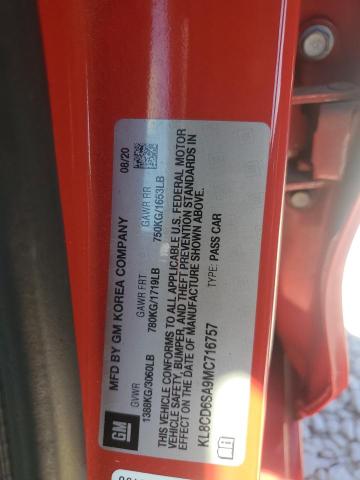 MFD BY GM KOREA COMPANY
08/20
GVWR GAWR FRT GAWR RR
1388KG/3060LB 780KG/1719LB 750KG/1653LB
THIS VEHICLE CONFORMS TO ALL APPLICABLE U.S. FEDERAL MOTOR
VEHICLE SAFETY, BUMPER, AND THEFT PREVENTION STANDARDS IN
EFFECT ON THE DATE OF MANUFACTURE SHOWN ABOVE.
TYPE: PASS CAR
KL8CD6SA9MC716757
GM